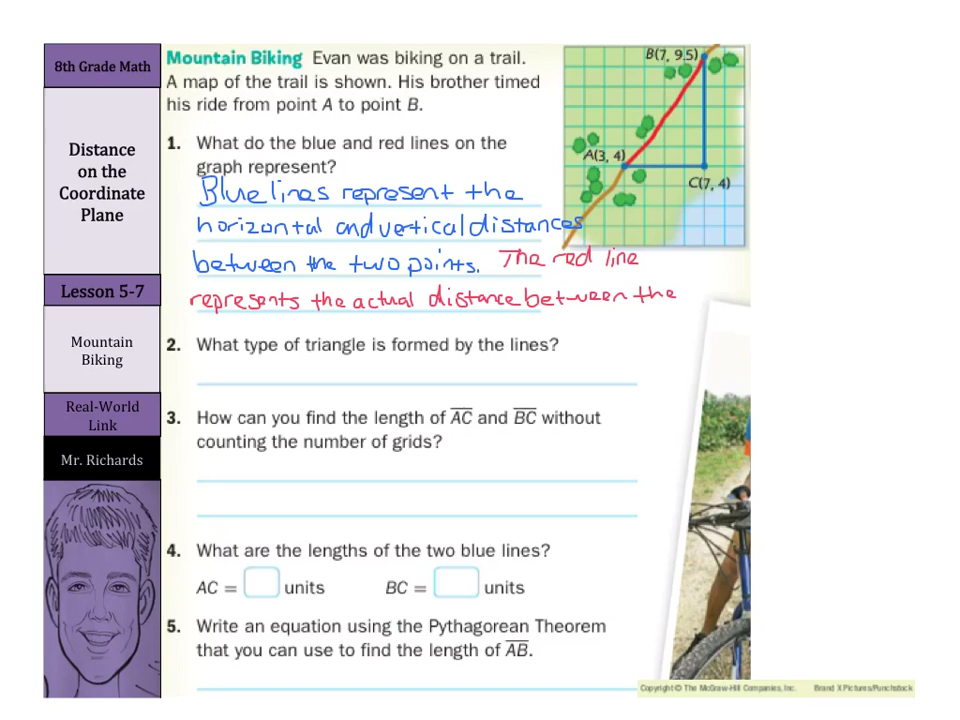 8th Grade Math
Distance
on the
Coordinate
Plane
Lesson 5-7
Mountain
Biking
Real-World
Link
Mr. Richards
Mountain Biking Evan was biking on a trail.
A map of the trail is shown. His brother timed
his ride from point A to point B.
B(7, 9.5)
A(3, 4)
C(7, 4)
1. What do the blue and red lines on the
graph represent?
Blue lines represent the
horizontal and vertical distances
between the two points. The red line
represents the actual distance between the
2. What type of triangle is formed by the lines?
3. How can you find the length of A͞C and B͞C without
counting the number of grids?
4. What are the lengths of the two blue lines?
AC = units BC = units
5. Write an equation using the Pythagorean Theorem
that you can use to find the length of A͞B.
Copyright © The McGraw-Hill Companies, Inc. Brand X Pictures/Punchstock